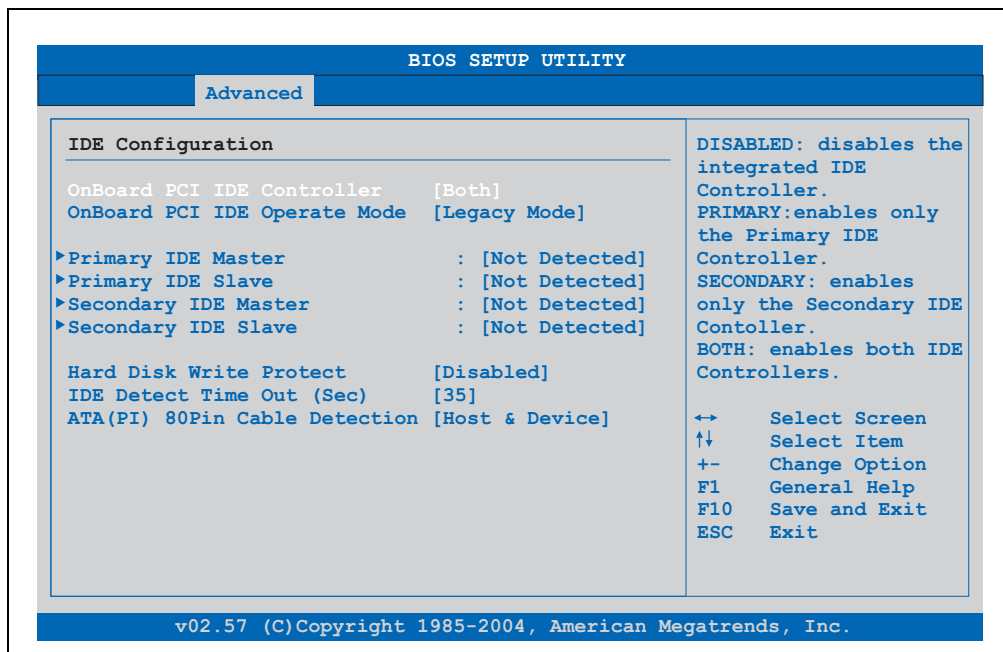 BIOS SETUP UTILITY
Advanced
IDE Configuration
OnBoard PCI IDE Controller [Both]
OnBoard PCI IDE Operate Mode [Legacy Mode]
Primary IDE Master : [Not Detected]
Primary IDE Slave : [Not Detected]
Secondary IDE Master : [Not Detected]
Secondary IDE Slave : [Not Detected]
Hard Disk Write Protect [Disabled]
IDE Detect Time Out (Sec) [35]
ATA(PI) 80Pin Cable Detection [Host & Device]
DISABLED: disables the
integrated IDE
Controller.
PRIMARY:enables only
the Primary IDE
Controller.
SECONDARY: enables
only the Secondary IDE
Contoller.
BOTH: enables both IDE
Controllers.
↔ Select Screen
↑↓ Select Item
+- Change Option
F1 General Help
F10 Save and Exit
ESC Exit
v02.57 (C)Copyright 1985-2004, American Megatrends, Inc.